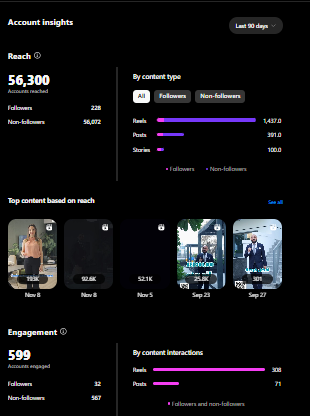 Account insights
Last 90 days
Reach
56,300
Accounts reached
Followers 228
Non-followers 56,072
By content type
All Followers Non-followers
Reels 1,437.0
Posts 391.0
Stories 100.0
Followers Non-followers
Top content based on reach
See all
193K 92.6K 52.1K 25.8K 301
Nov 8 Nov 8 Nov 5 Sep 23 Sep 27
Engagement
599
Accounts engaged
Followers 32
Non-followers 567
By content interactions
Reels 308
Posts 71
Followers and non-followers